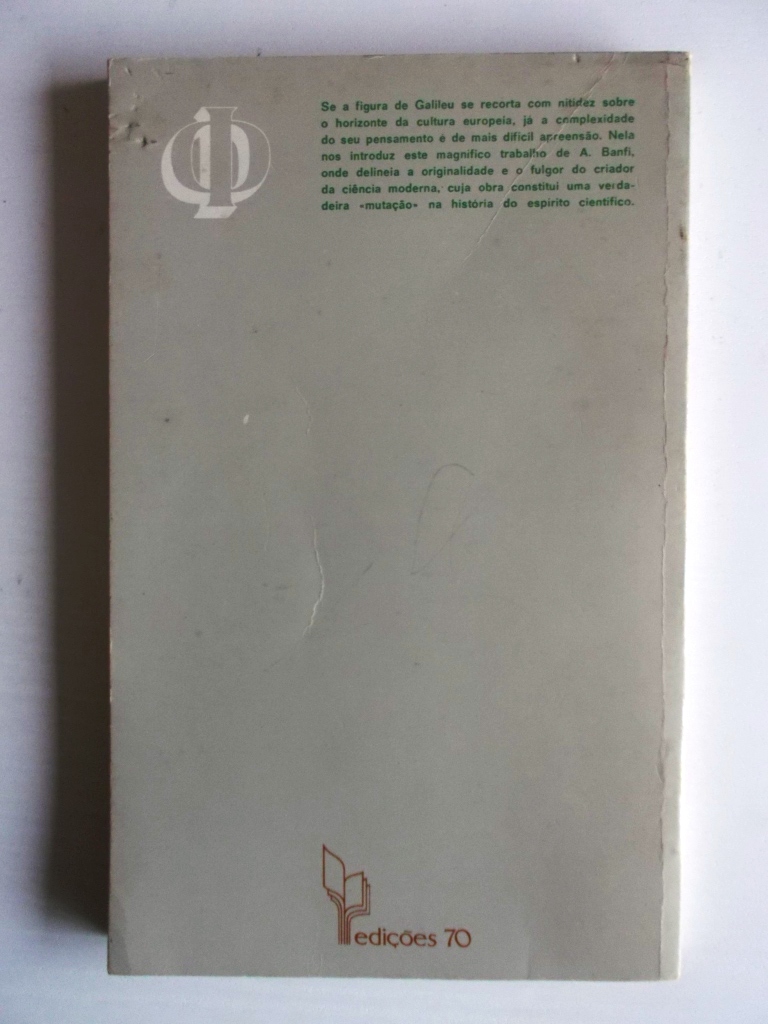 Se a figura de Galileu se recorta com nitidez sobre
o horizonte da cultura europeia, já a complexidade
do seu pensamento é de mais difícil apreensão. Nela
nos introduz este magnífico trabalho de A. Banfi,
onde delineia a originalidade e o fulgor do criador
da ciência moderna, cuja obra constitui uma verda-
deira «mutação» na história do espírito científico.
edições 70